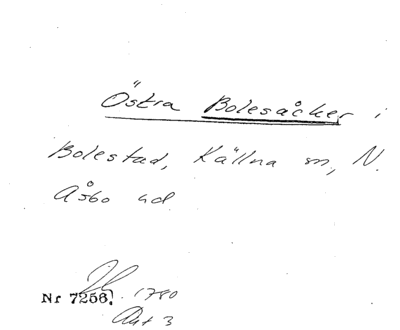 Östra Bolesåcker i
Bolestad, Källna sn, N.
Åsbo hd
Nr 7256. 1780
Akt 3